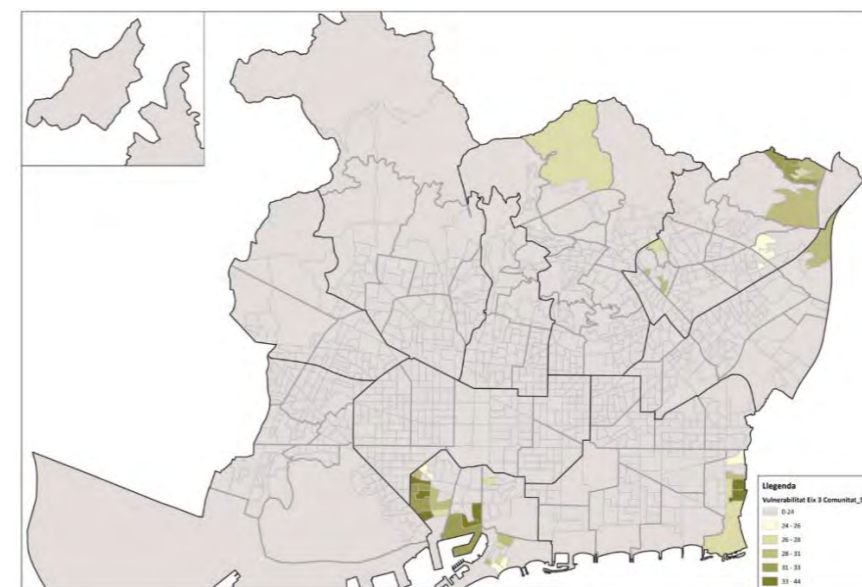 Llegenda
Vulnerabilitat Eix 3 Comunitat_
0-24
24 - 26
26 - 28
28 - 31
31 - 33
33 - 44